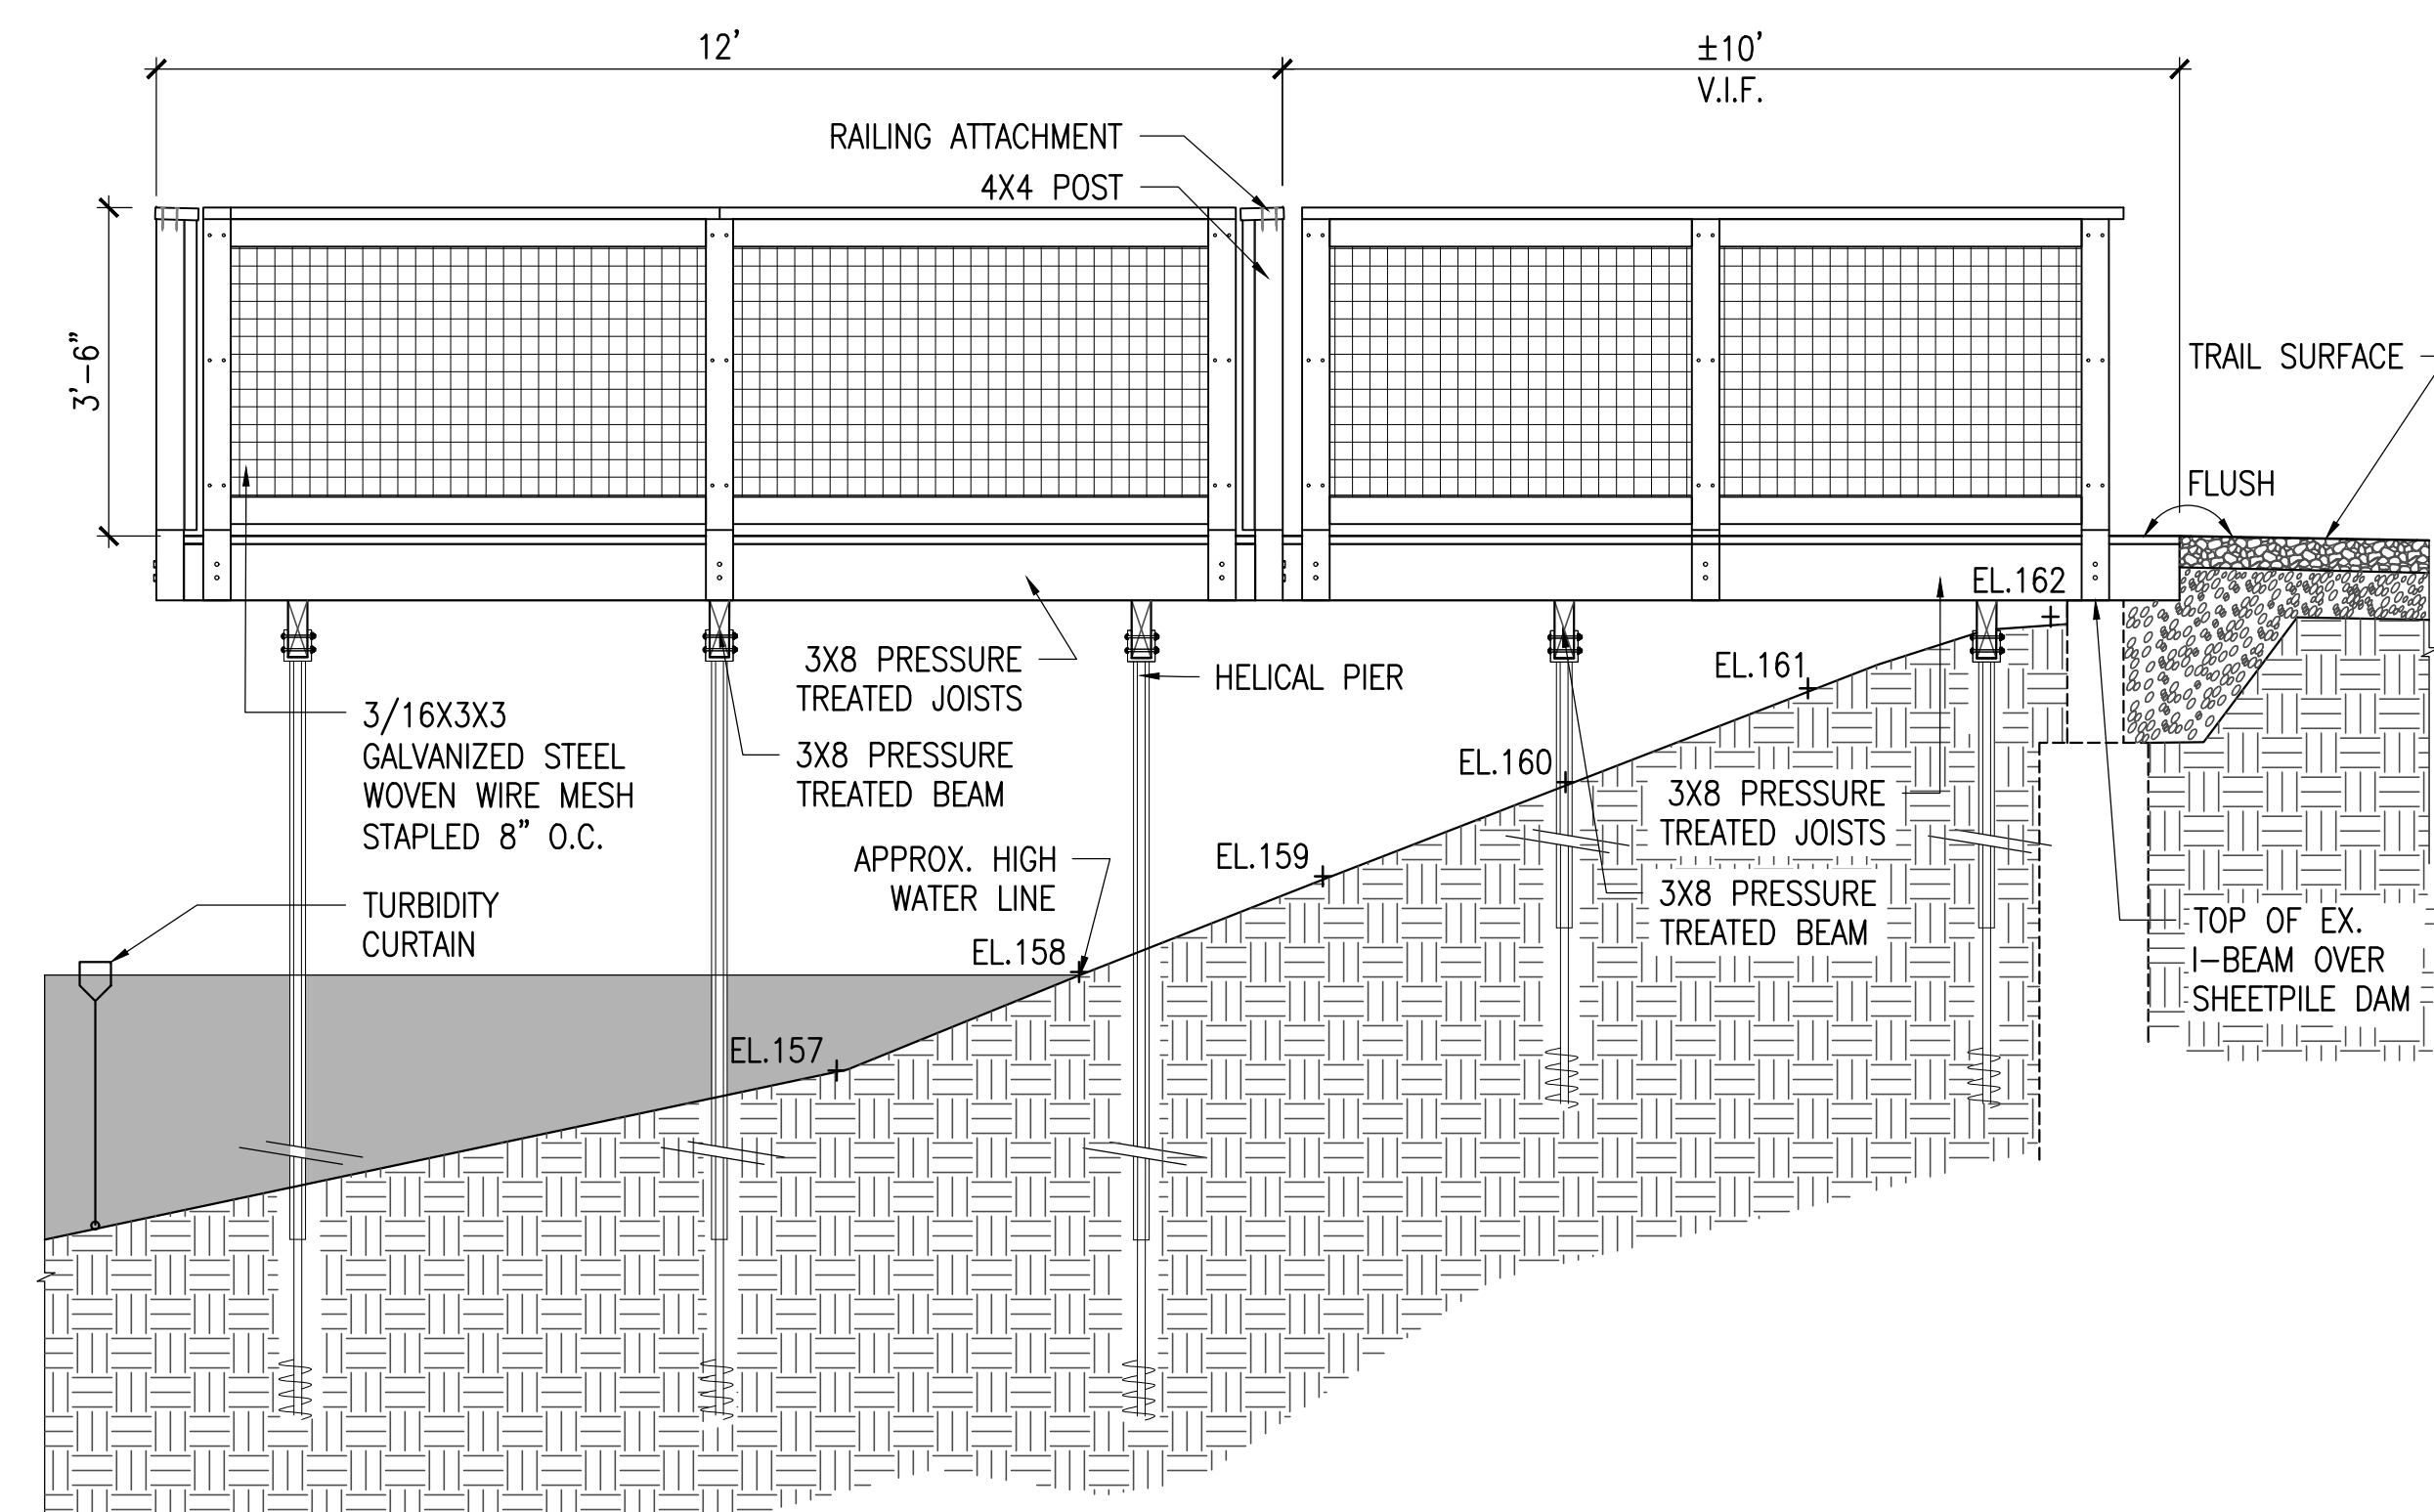 12'
±10'
V.I.F.
RAILING ATTACHMENT
4X4 POST
3'-6"
TRAIL SURFACE
FLUSH
EL.162
3X8 PRESSURE
TREATED JOISTS
HELICAL PIER
EL.161
3/16X3X3
GALVANIZED STEEL
WOVEN WIRE MESH
STAPLED 8" O.C.
3X8 PRESSURE
TREATED BEAM
EL.160
3X8 PRESSURE
TREATED JOISTS
APPROX. HIGH
WATER LINE
EL.159
3X8 PRESSURE
TREATED BEAM
TURBIDITY
CURTAIN
EL.158
TOP OF EX.
I-BEAM OVER
SHEETPILE DAM
EL.157